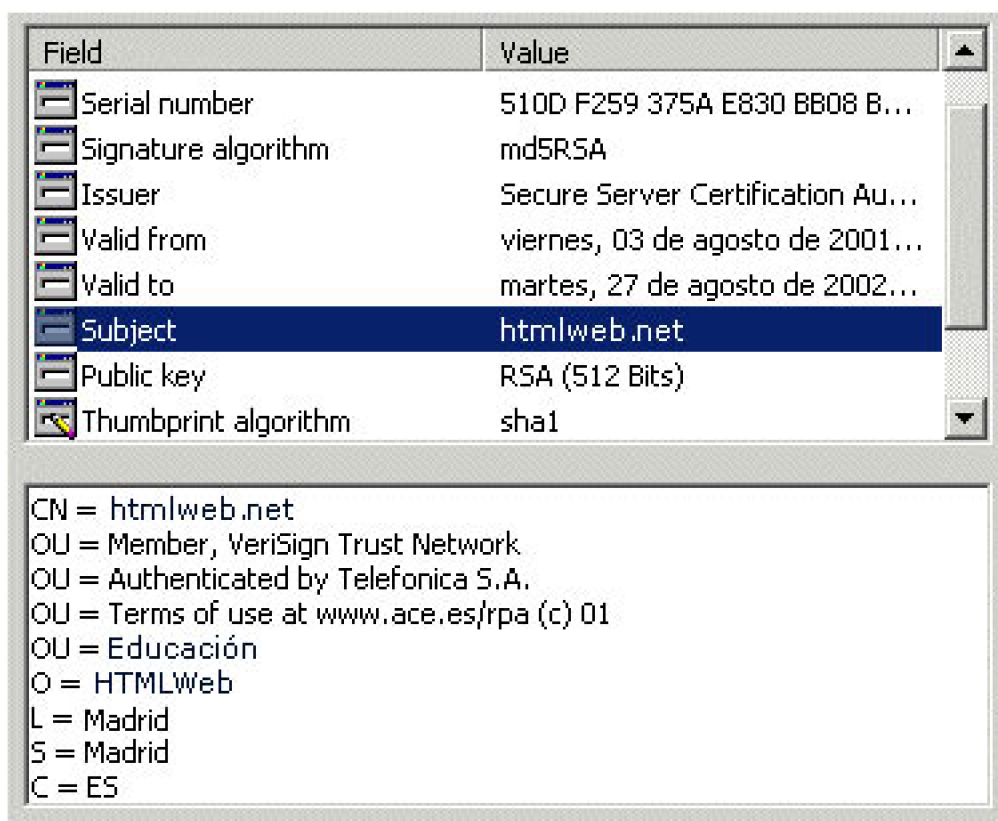 Field Value
Serial number 510D F259 375A E830 BB08 B...
Signature algorithm md5RSA
Issuer Secure Server Certification Au...
Valid from viernes, 03 de agosto de 2001...
Valid to martes, 27 de agosto de 2002...
Subject htmlweb.net
Public key RSA (512 Bits)
Thumbprint algorithm sha1
CN = htmlweb.net
OU = Member, VeriSign Trust Network
OU = Authenticated by Telefonica S.A.
OU = Terms of use at www.ace.es/rpa (c) 01
OU = Educación
O = HTMLWeb
L = Madrid
S = Madrid
C = ES